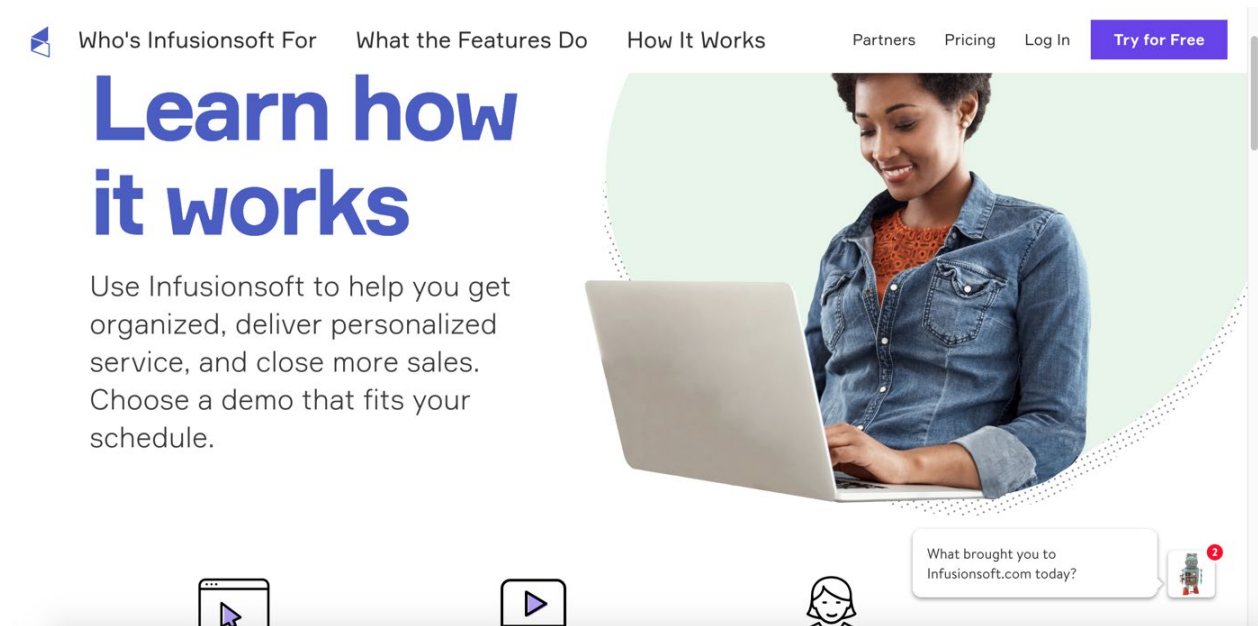 Who's Infusionsoft For
What the Features Do
How It Works
Partners
Pricing
Log In
Try for Free
Learn how
it works
Use Infusionsoft to help you get
organized, deliver personalized
service, and close more sales.
Choose a demo that fits your
schedule.
What brought you to
Infusionsoft.com today?
2